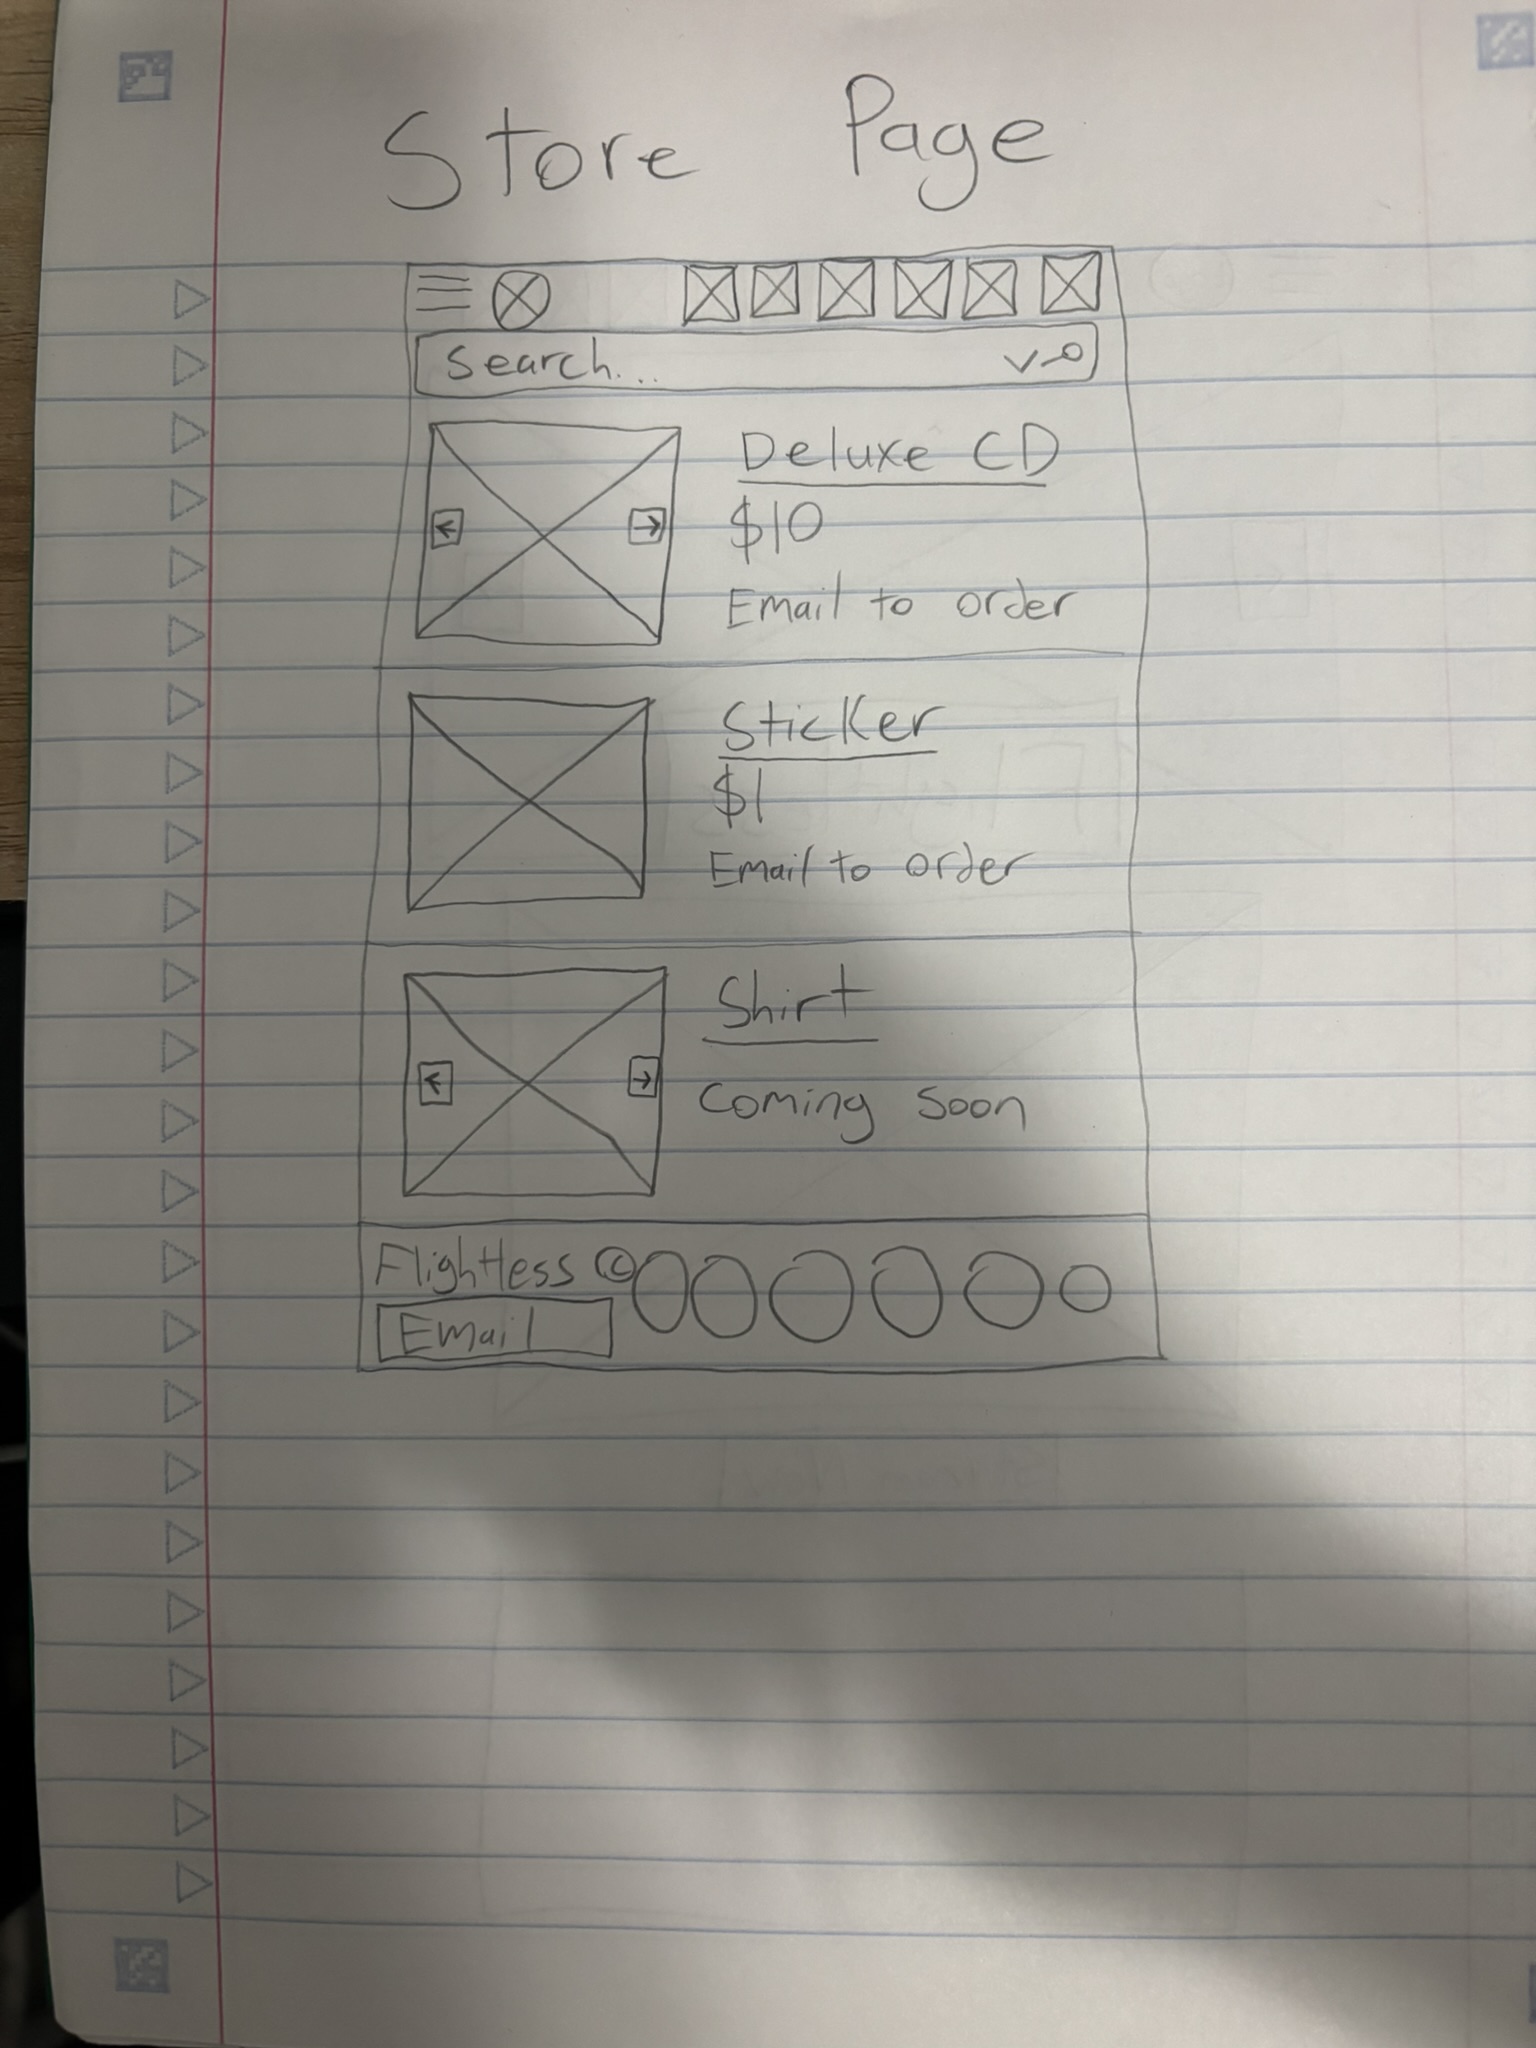 Store Page
Search...
Deluxe CD
$10
Email to order
Sticker
$1
Email to order
Shirt
Coming Soon
Flightless ©
Email